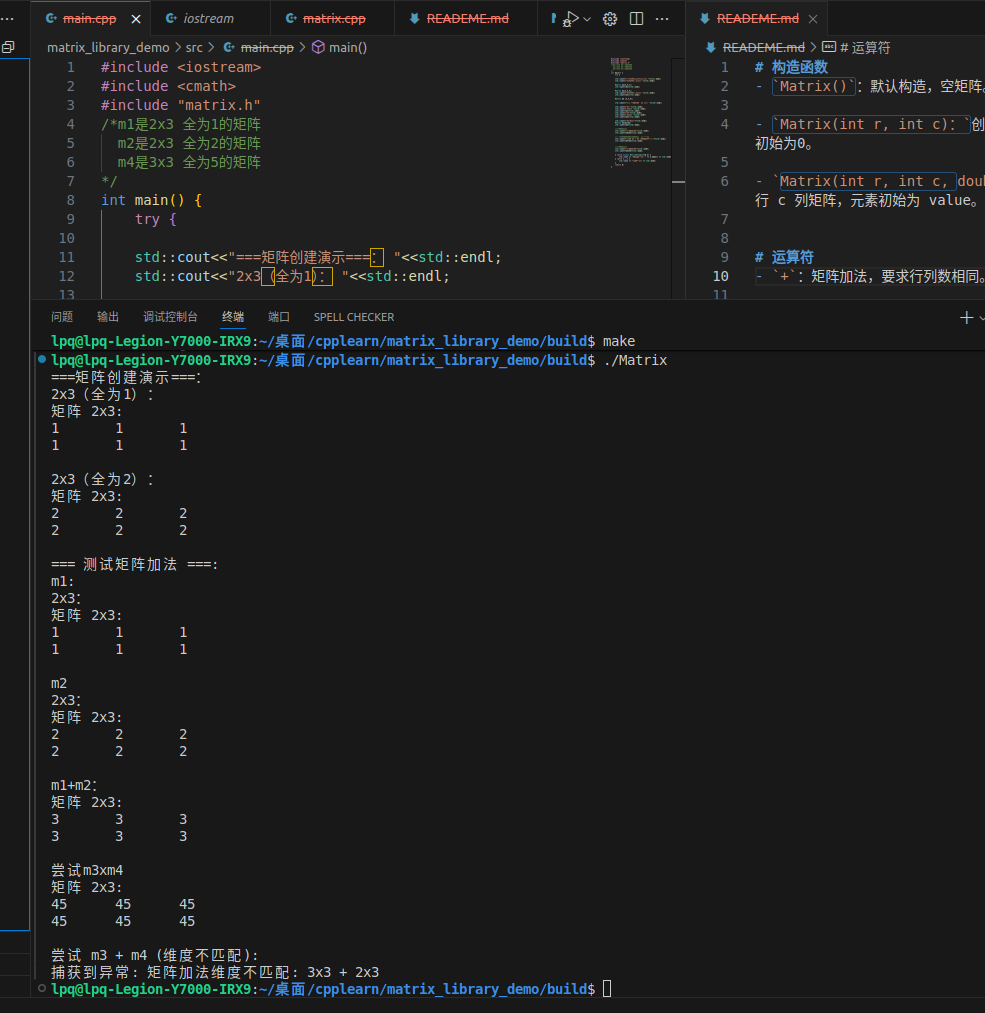 main.cpp
iostream
matrix.cpp
READEME.md
READEME.md
matrix_library_demo > src > main.cpp > main()
1 #include <iostream>
2 #include <cmath>
3 #include "matrix.h"
4 /*m1是2x3 全为1的矩阵
5 m2是2x3 全为2的矩阵
6 m4是3x3 全为5的矩阵
7 */
8 int main() {
9 try {
10
11 std::cout<<"===矩阵创建演示===： "<<std::endl;
12 std::cout<<"2x3（全为1）： "<<std::endl;
13
READEME.md > # 运算符
1 # 构造函数
2 - `Matrix()`：默认构造，空矩阵。
3
4 - `Matrix(int r, int c)：`创
初始为0。
5
6 - `Matrix(int r, int c, dou
行 c 列矩阵，元素初始为 value。
7
8
9 # 运算符
10 - `+`：矩阵加法，要求行列数相同。
11
问题 输出 调试控制台 终端 端口 SPELL CHECKER
lpq@lpq-Legion-Y7000-IRX9:~/桌面/cpplearn/matrix_library_demo/build$ make
lpq@lpq-Legion-Y7000-IRX9:~/桌面/cpplearn/matrix_library_demo/build$ ./Matrix
===矩阵创建演示===：
2x3（全为1）：
矩阵 2x3:
1 1 1
1 1 1
2x3（全为2）：
矩阵 2x3:
2 2 2
2 2 2
=== 测试矩阵加法 ===:
m1:
2x3：
矩阵 2x3:
1 1 1
1 1 1
m2
2x3：
矩阵 2x3:
2 2 2
2 2 2
m1+m2：
矩阵 2x3:
3 3 3
3 3 3
尝试m3xm4
矩阵 2x3:
45 45 45
45 45 45
尝试 m3 + m4 (维度不匹配):
捕获到异常: 矩阵加法维度不匹配: 3x3 + 2x3
lpq@lpq-Legion-Y7000-IRX9:~/桌面/cpplearn/matrix_library_demo/build$